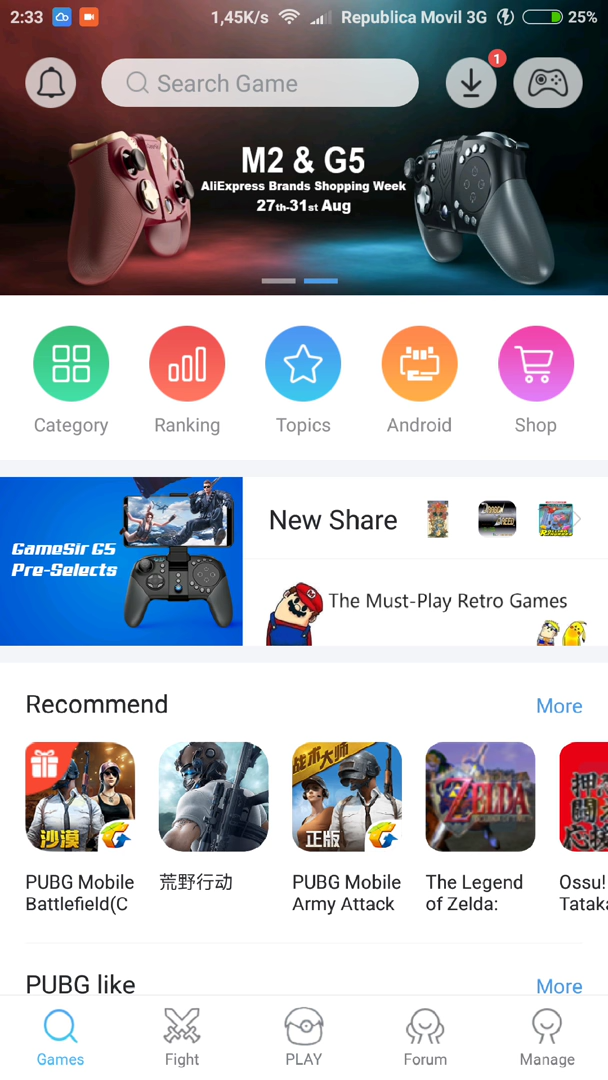 2:33
1,45K/s
Republica Movil 3G
25%
Search Game
1
M2 & G5
AliExpress Brands Shopping Week
27th-31st Aug
Category
Ranking
Topics
Android
Shop
GameSir G5
Pre-Selects
New Share
The Must-Play Retro Games
Recommend
More
沙漠
战术大师
正版
ZELDA
PUBG Mobile
Battlefield(C
荒野行动
PUBG Mobile
Army Attack
The Legend
of Zelda:
Ossu!
Tataka
PUBG like
More
Games
Fight
PLAY
Forum
Manage